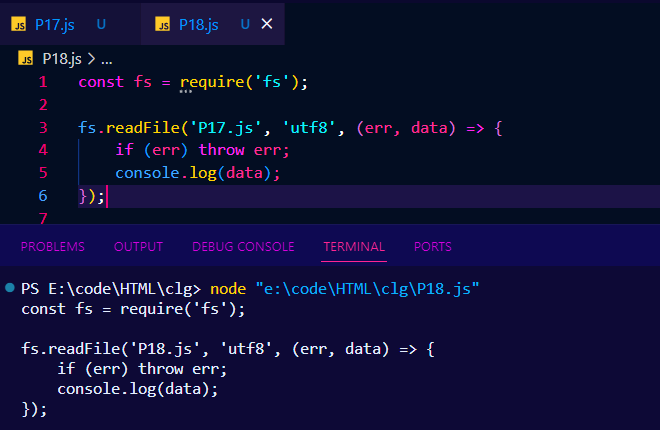 JS P17.js U JS P18.js U ×
JS P18.js > ...
1 const fs = require('fs');
2
3 fs.readFile('P17.js', 'utf8', (err, data) => {
4     if (err) throw err;
5     console.log(data);
6 });
7
PROBLEMS OUTPUT DEBUG CONSOLE TERMINAL PORTS
PS E:\code\HTML\clg> node "e:\code\HTML\clg\P18.js"
const fs = require('fs');

fs.readFile('P18.js', 'utf8', (err, data) => {
    if (err) throw err;
    console.log(data);
});